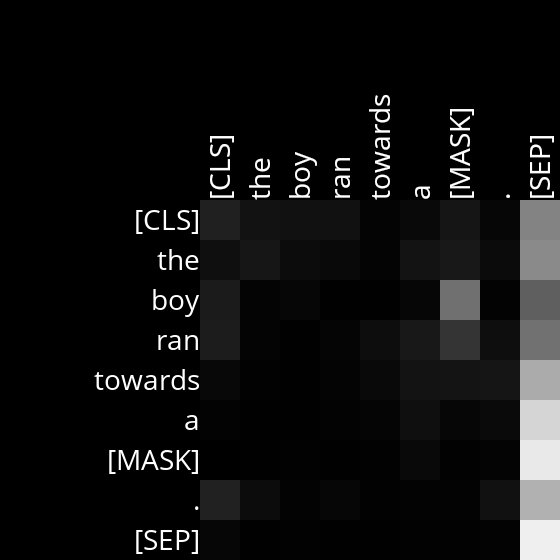 [CLS] the boy ran towards a [MASK] . [SEP]
[CLS]
the
boy
ran
towards
a
[MASK]
.
[SEP]